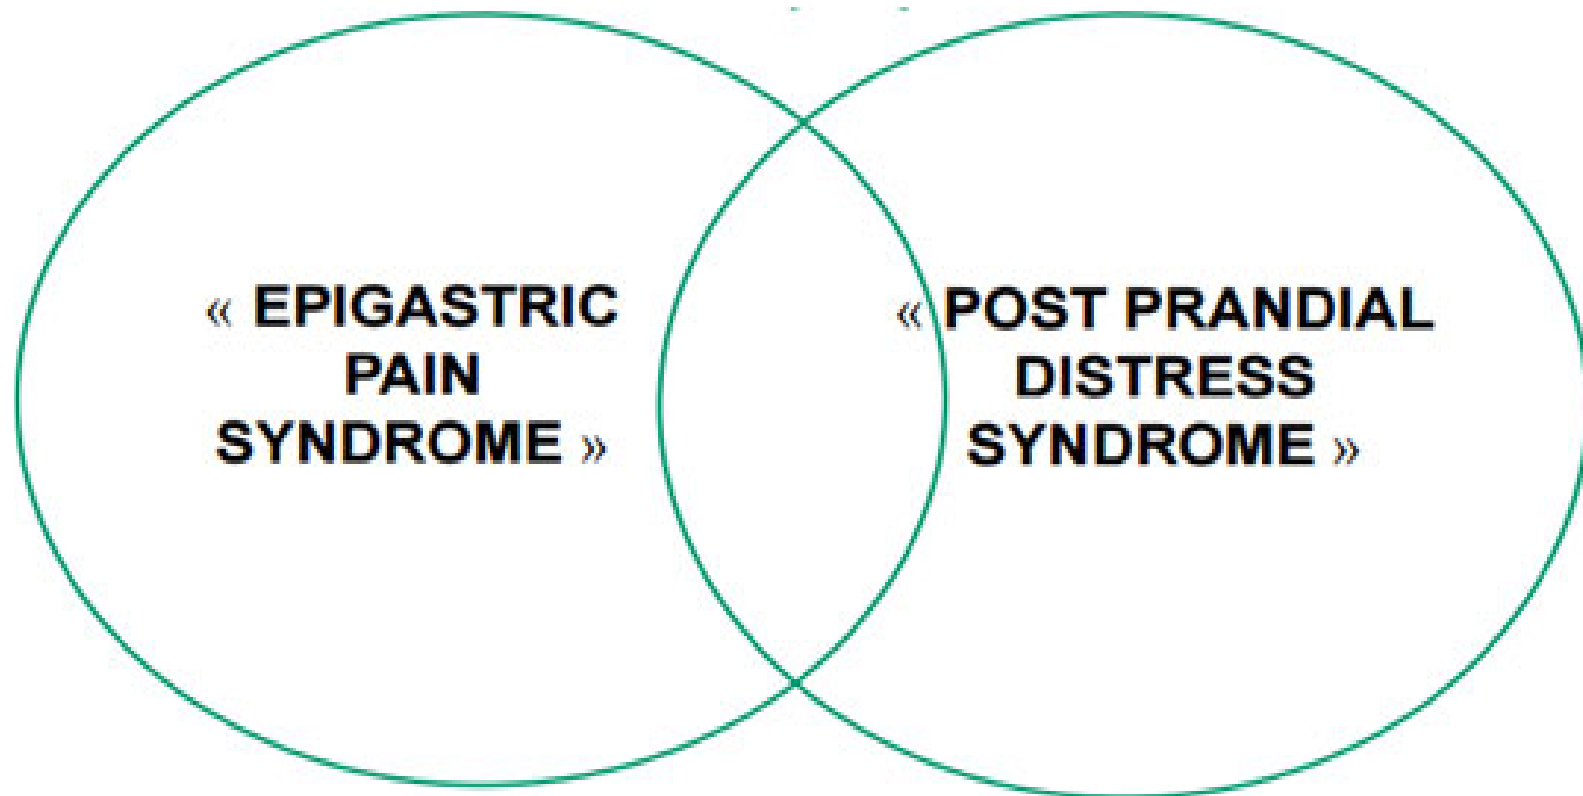 « EPIGASTRIC
PAIN
SYNDROME »
« POST PRANDIAL
DISTRESS
SYNDROME »